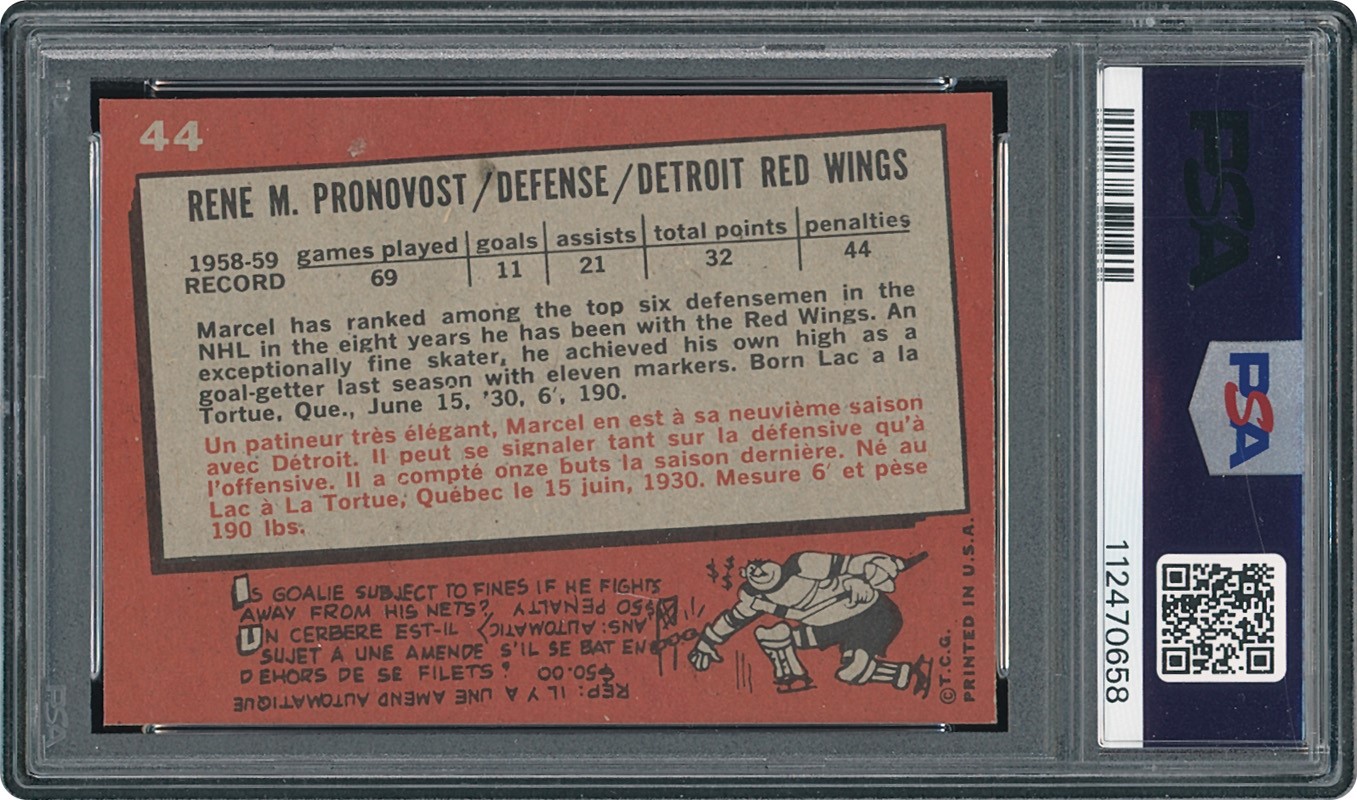 44
RENE M. PRONOVOST/DEFENSE/DETROIT RED WINGS
1958-59 RECORD
games played goals assists total points penalties
69 11 21 32 44
Marcel has ranked among the top six defensemen in the
NHL in the eight years he has been with the Red Wings. An
exceptionally fine skater, he achieved his own high as a
goal-getter last season with eleven markers. Born Lac a la
Tortue, Que., June 15, '30, 6', 190.
Un patineur très élégant, Marcel en est à sa neuvième saison
avec Détroit. Il peut se signaler tant sur la défensive qu'à
l'offensive. Il a compté onze buts la saison dernière. Né au
Lac à La Tortue, Québec le 15 juin, 1930. Mesure 6' et pèse
190 lbs.
IS GOALIE SUBJECT TO FINES IF HE FIGHTS
AWAY FROM HIS NETS?
ANS: AUTOMATIC
$50 PENALTY
UN CERBERE EST-IL
SUJET A UNE AMENDE S'IL SE BAT EN
DEHORS DE SE FILETS?
REP: IL Y A UNE AMEND AUTOMATIQUE
$50.00
$$ $$
©T.C.G.
PRINTED IN U.S.A.
PSA
PSA
112470658
PSA